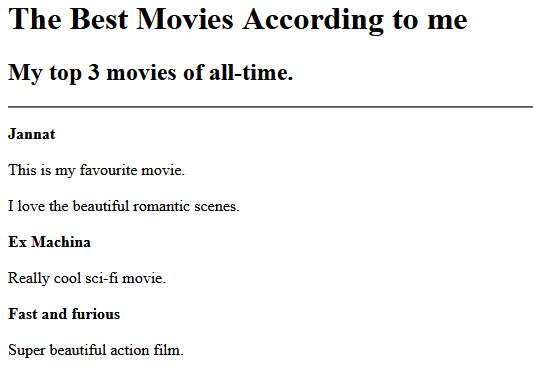 The Best Movies According to me
My top 3 movies of all-time.
Jannat
This is my favourite movie.
I love the beautiful romantic scenes.
Ex Machina
Really cool sci-fi movie.
Fast and furious
Super beautiful action film.